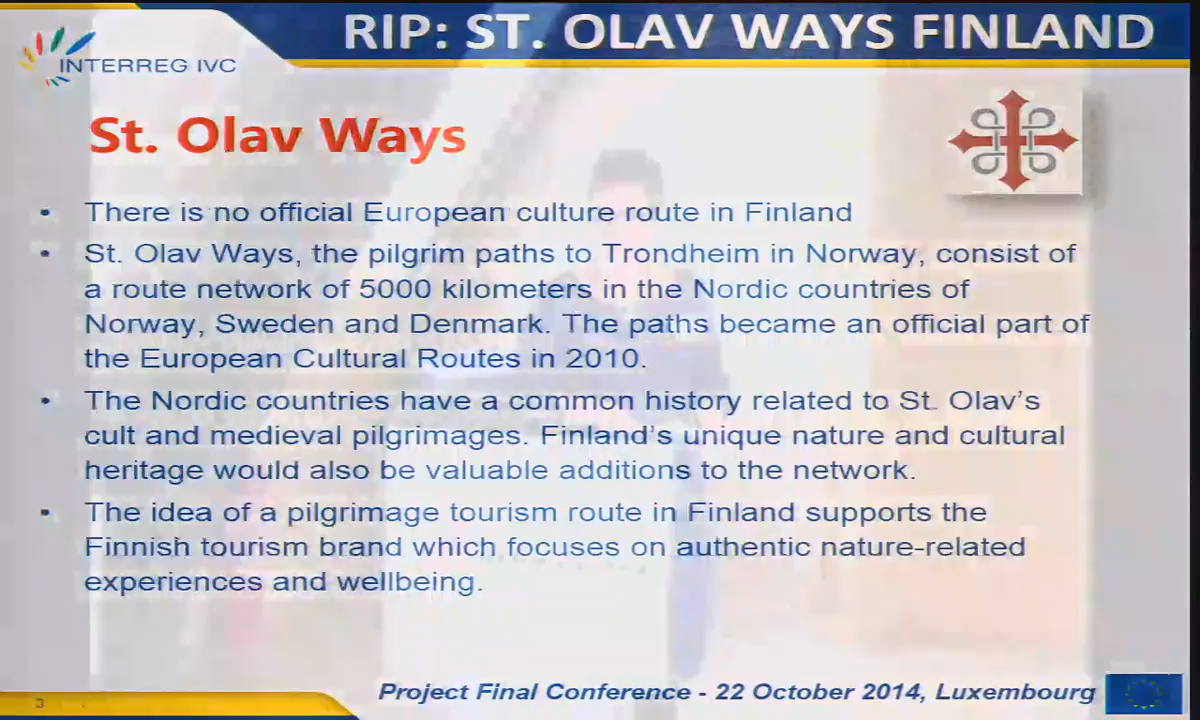 RIP: ST. OLAV WAYS FINLAND
INTERREG IVC
St. Olav Ways
• There is no official European culture route in Finland
• St. Olav Ways, the pilgrim paths to Trondheim in Norway, consist of
a route network of 5000 kilometers in the Nordic countries of
Norway, Sweden and Denmark. The paths became an official part of
the European Cultural Routes in 2010.
• The Nordic countries have a common history related to St. Olav's
cult and medieval pilgrimages. Finland's unique nature and cultural
heritage would also be valuable additions to the network.
• The idea of a pilgrimage tourism route in Finland supports the
Finnish tourism brand which focuses on authentic nature-related
experiences and wellbeing.
Project Final Conference - 22 October 2014, Luxembourg
3